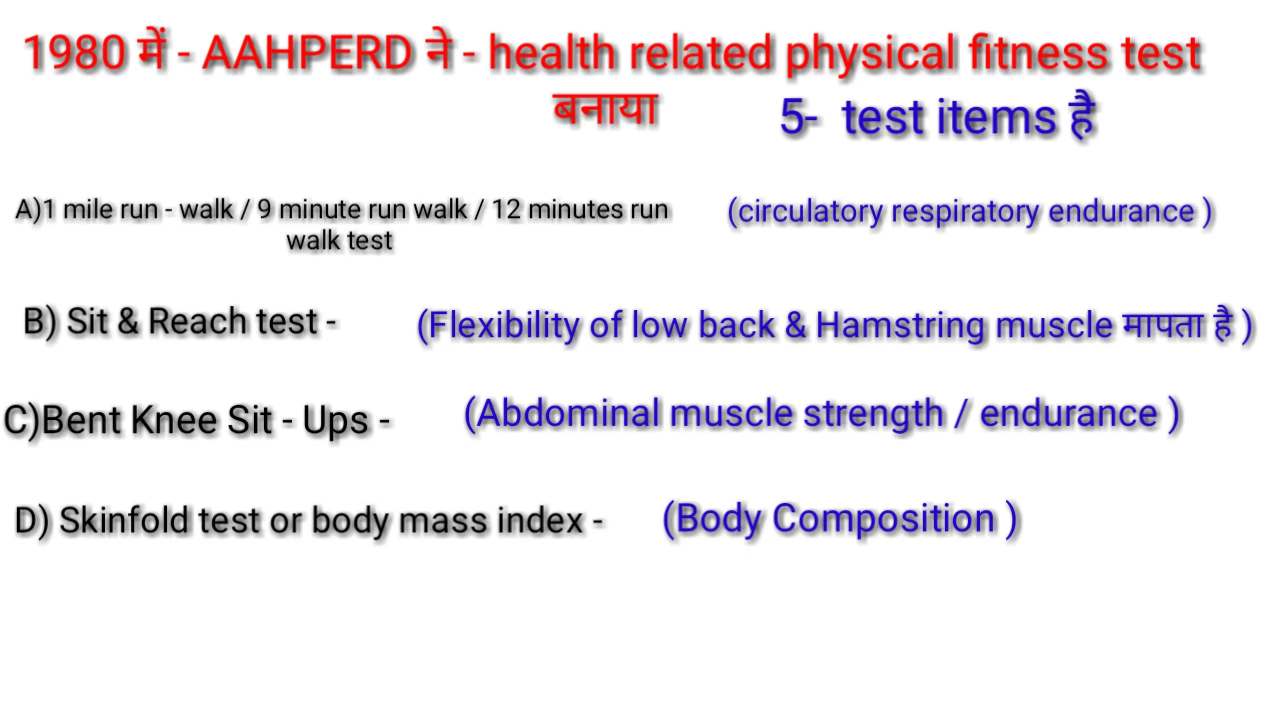 1980 में - AAHPERD ने - health related physical fitness test
बनाया
5- test items है
A)1 mile run - walk / 9 minute run walk / 12 minutes run
walk test
(circulatory respiratory endurance )
B) Sit & Reach test -
(Flexibility of low back & Hamstring muscle मापता है )
C)Bent Knee Sit - Ups -
(Abdominal muscle strength / endurance )
D) Skinfold test or body mass index -
(Body Composition )